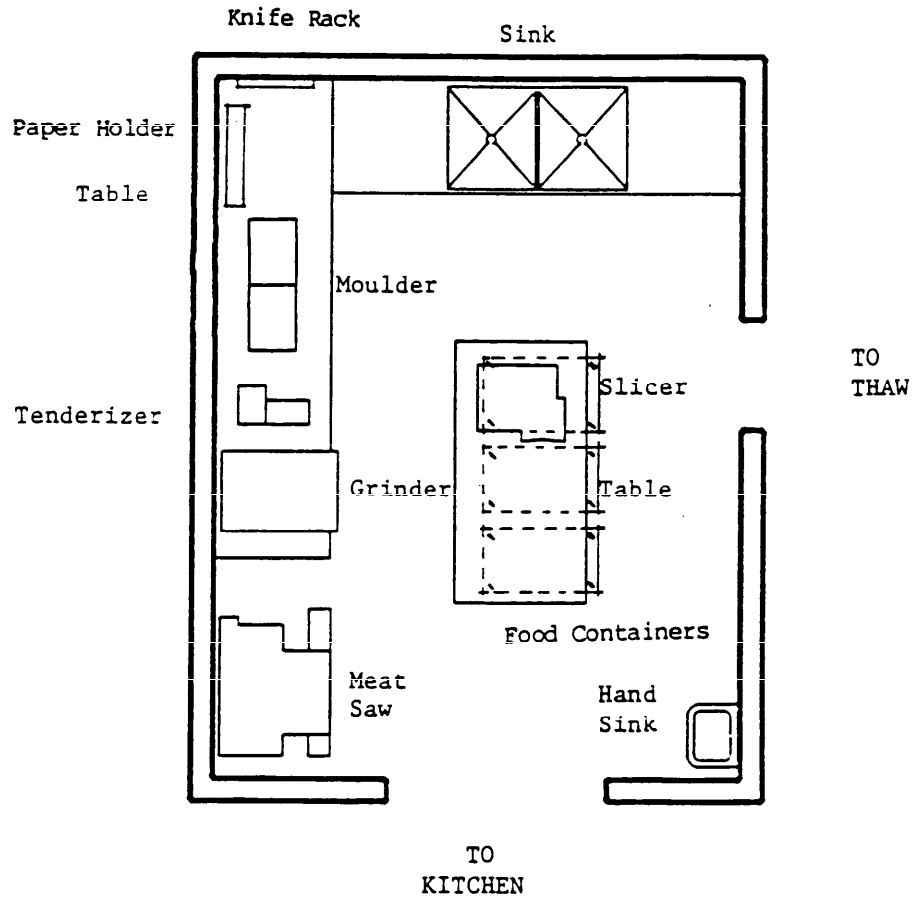 Knife Rack
Sink
Paper Holder
Table
Moulder
TO
THAW
Slicer
Tenderizer
Grinder
Table
Food Containers
Meat
Saw
Hand
Sink
TO
KITCHEN